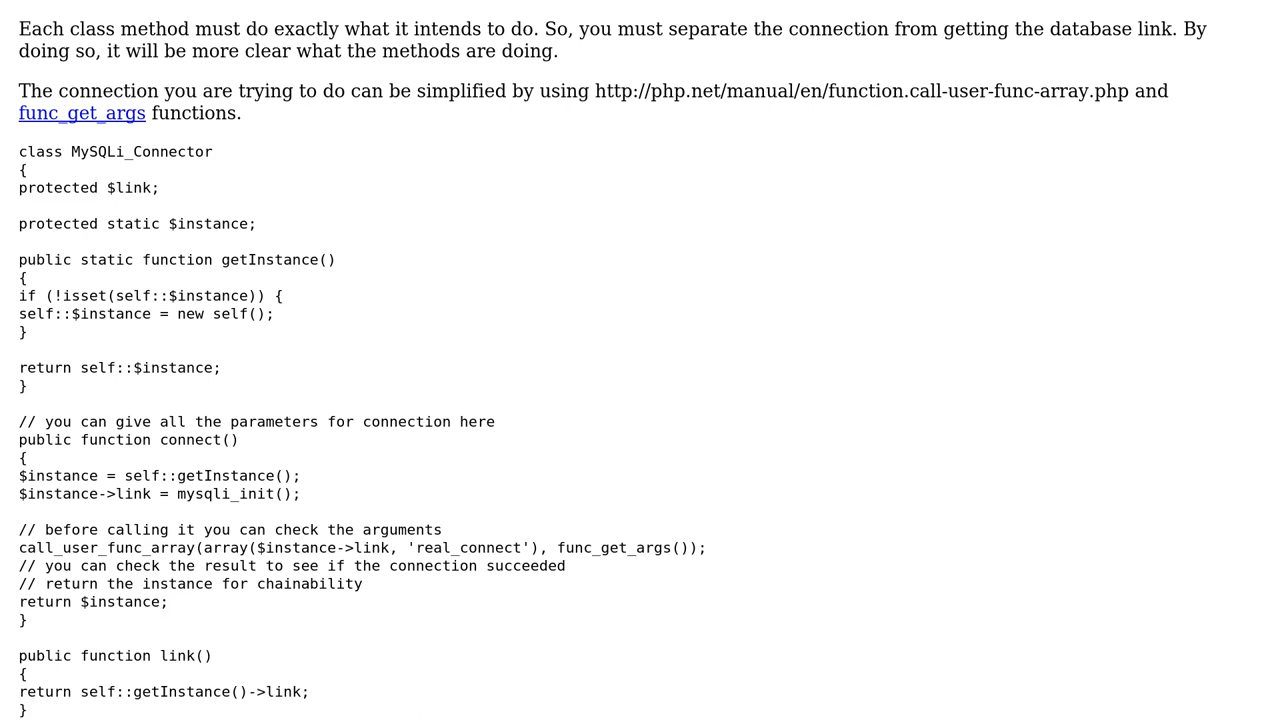 Each class method must do exactly what it intends to do. So, you must separate the connection from getting the database link. By
doing so, it will be more clear what the methods are doing.
The connection you are trying to do can be simplified by using http://php.net/manual/en/function.call-user-func-array.php and
func_get_args functions.
class MySQLi_Connector
{
protected $link;
protected static $instance;
public static function getInstance()
{
if (!isset(self::$instance)) {
self::$instance = new self();
}
return self::$instance;
}
// you can give all the parameters for connection here
public function connect()
{
$instance = self::getInstance();
$instance->link = mysqli_init();
// before calling it you can check the arguments
call_user_func_array(array($instance->link, 'real_connect'), func_get_args());
// you can check the result to see if the connection succeeded
// return the instance for chainability
return $instance;
}
public function link()
{
return self::getInstance()->link;
}